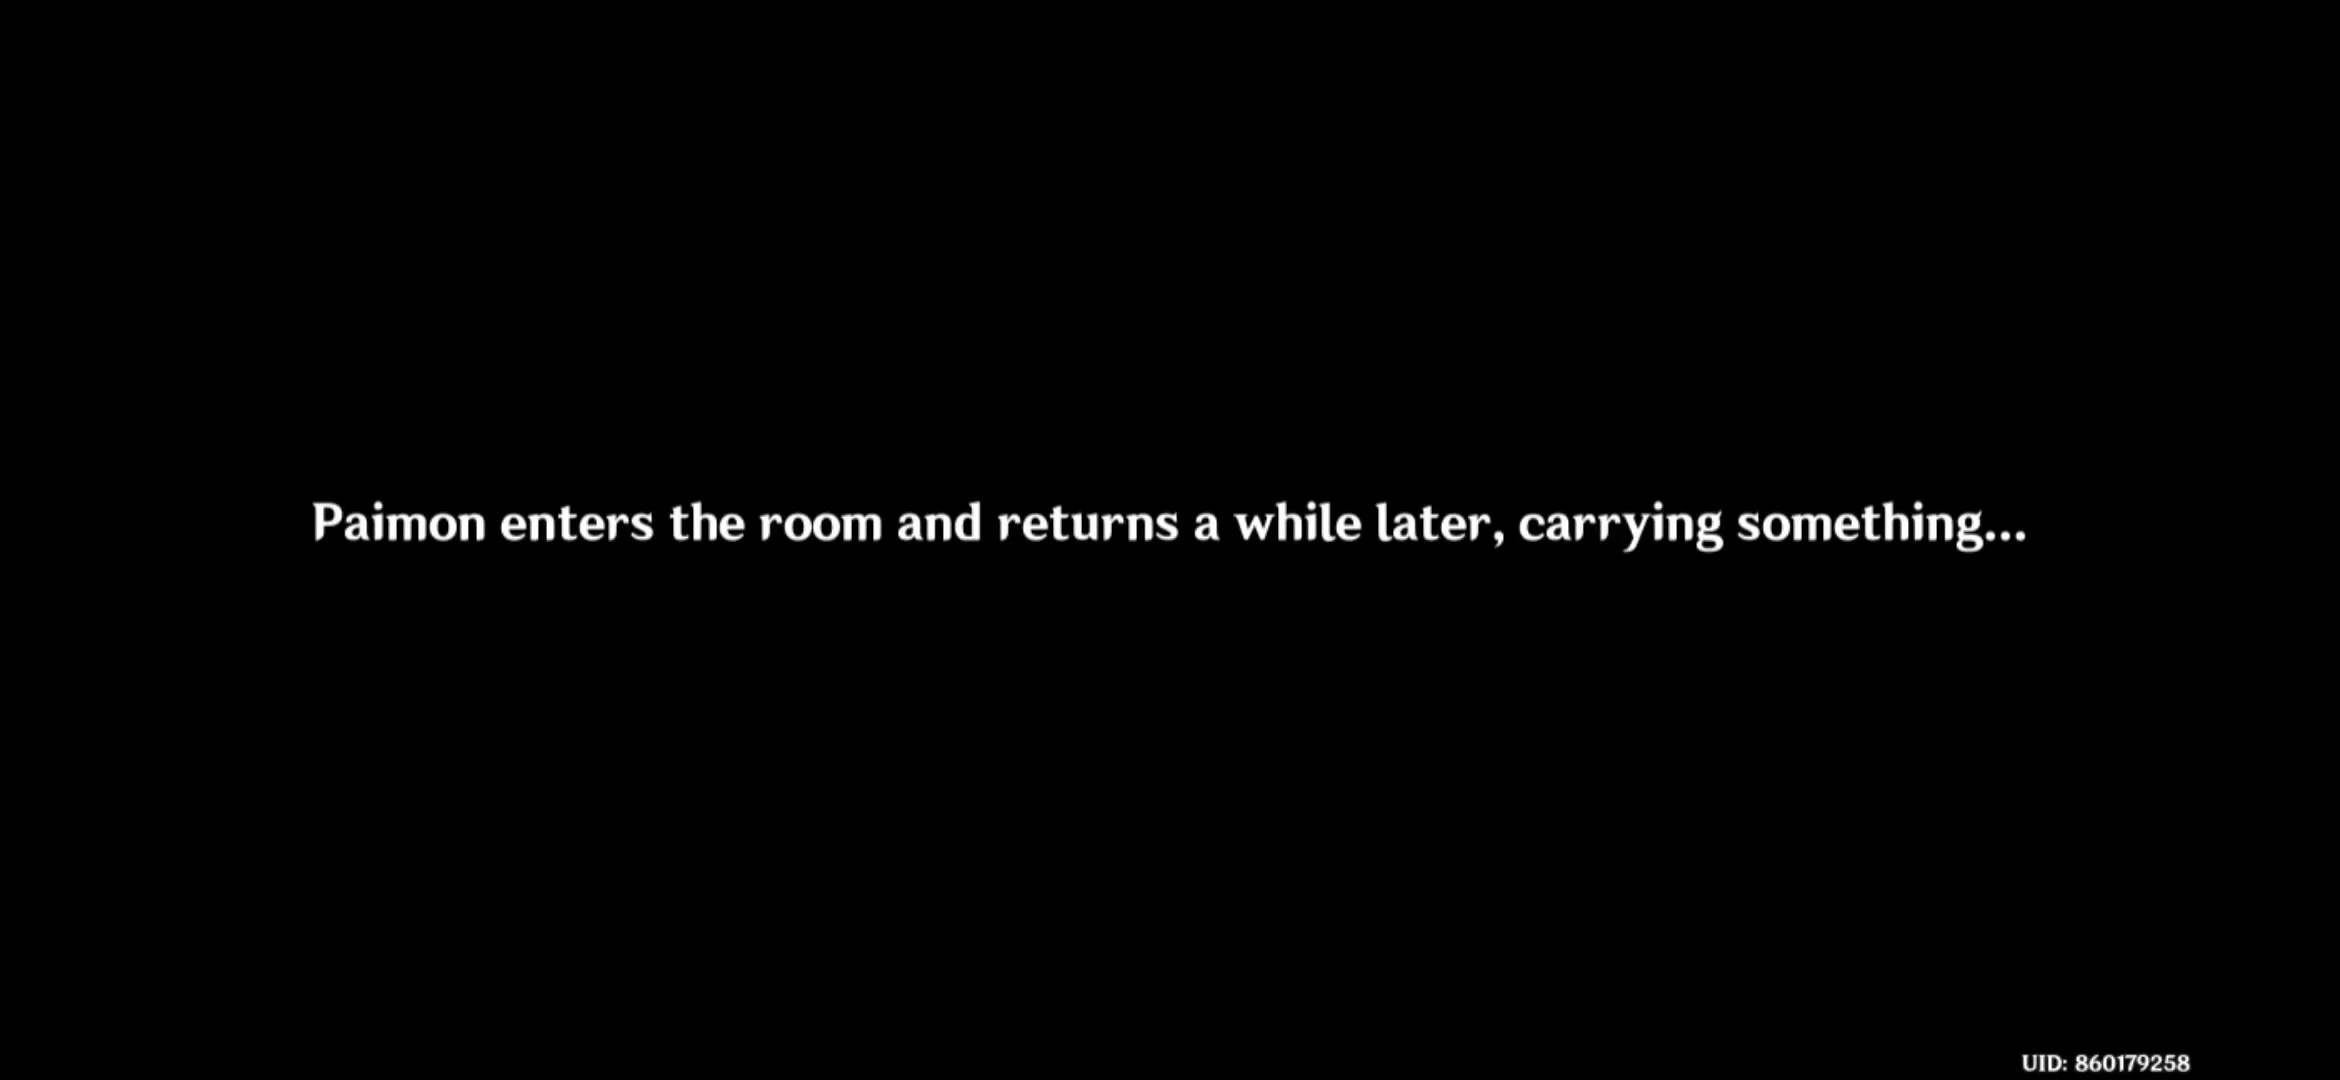 Paimon enters the room and returns a while later, carrying something...
UID: 860179258